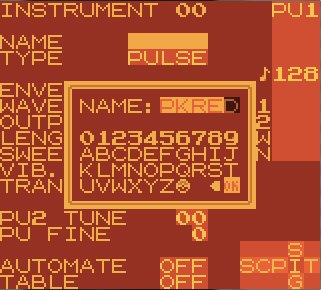 INSTRUMENT 00 PU1
NAME
TYPE PULSE
♪128
ENVE
WAVE 1
OUTP
LENG W
SWEE N
VIB.
TRAN
NAME: PKRED
0123456789
ABCDEFGHIJ
KLMNOPQRST
UVWXYZ OK
PU2 TUNE 00
PU FINE 0
AUTOMATE OFF
TABLE OFF
S
SCPIT
G